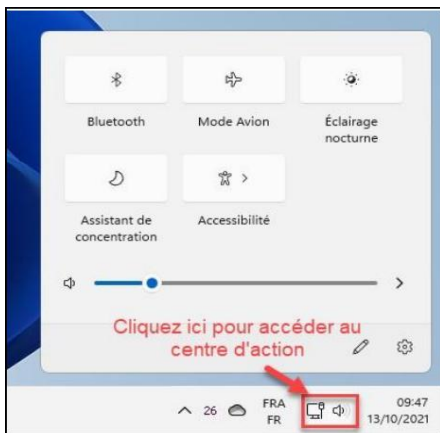 Bluetooth
Mode Avion
Éclairage
nocturne
Assistant de
concentration
Accessibilité
Cliquez ici pour accéder au
centre d'action
26
FRA
FR
09:47
13/10/2021